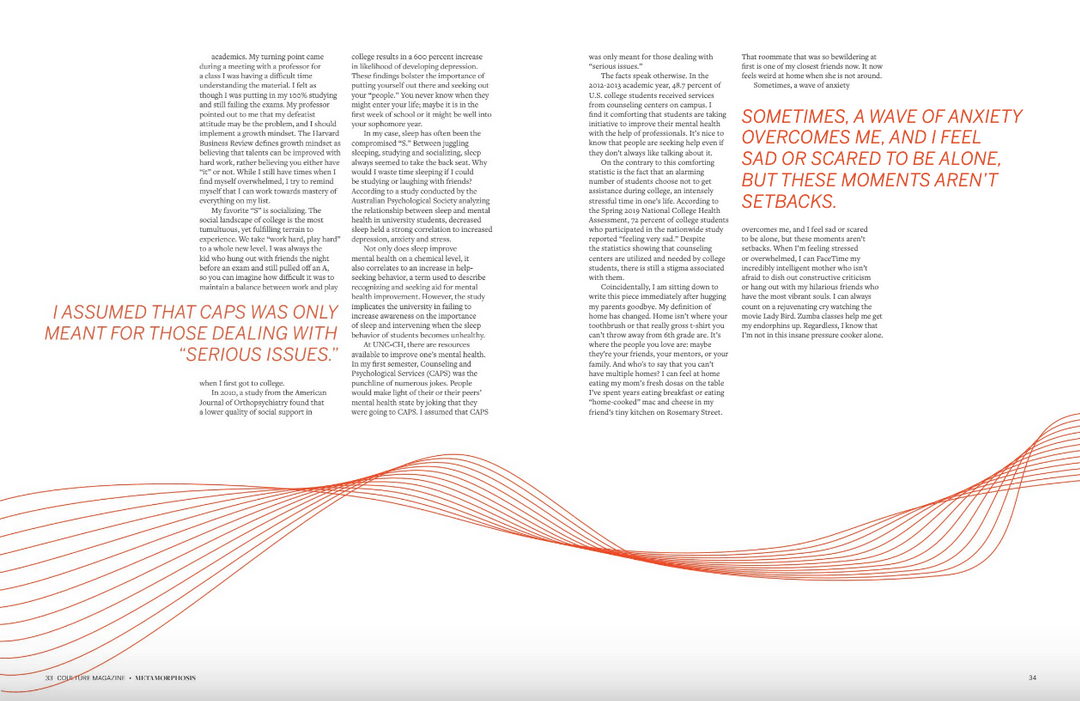 academics. My turning point came
during a meeting with a professor for
a class I was having a difficult time
understanding the material. I felt as
though I was putting in my 100% studying
and still failing the exams. My professor
pointed out to me that my defeatist
attitude may be the problem, and I should
implement a growth mindset. The Harvard
Business Review defines growth mindset as
believing that talents can be improved with
hard work, rather believing you either have
“it” or not. While I still have times when I
find myself overwhelmed, I try to remind
myself that I can work towards mastery of
everything on my list.
My favorite “S” is socializing. The
social landscape of college is the most
tumultuous, yet fulfilling terrain to
experience. We take “work hard, play hard”
to a whole new level. I was always the
kid who hung out with friends the night
before an exam and still pulled off an A,
so you can imagine how difficult it was to
maintain a balance between work and play
I ASSUMED THAT CAPS WAS ONLY
MEANT FOR THOSE DEALING WITH
“SERIOUS ISSUES.”
when I first got to college.
In 2010, a study from the American
Journal of Orthopsychiatry found that
a lower quality of social support in
college results in a 600 percent increase
in likelihood of developing depression.
These findings bolster the importance of
putting yourself out there and seeking out
your “people.” You never know when they
might enter your life; maybe it is in the
first week of school or it might be well into
your sophomore year.
In my case, sleep has often been the
compromised “S.” Between juggling
sleeping, studying and socializing, sleep
always seemed to take the back seat. Why
would I waste time sleeping if I could
be studying or laughing with friends?
According to a study conducted by the
Australian Psychological Society analyzing
the relationship between sleep and mental
health in university students, decreased
sleep held a strong correlation to increased
depression, anxiety and stress.
Not only does sleep improve
mental health on a chemical level, it
also correlates to an increase in help-
seeking behavior, a term used to describe
recognizing and seeking aid for mental
health improvement. However, the study
implicates the university in failing to
increase awareness on the importance
of sleep and intervening when the sleep
behavior of students becomes unhealthy.
At UNC-CH, there are resources
available to improve one’s mental health.
In my first semester, Counseling and
Psychological Services (CAPS) was the
punchline of numerous jokes. People
would make light of their or their peers’
mental health state by joking that they
were going to CAPS. I assumed that CAPS
was only meant for those dealing with
“serious issues.”
The facts speak otherwise. In the
2012-2013 academic year, 48.7 percent of
U.S. college students received services
from counseling centers on campus. I
find it comforting that students are taking
initiative to improve their mental health
with the help of professionals. It’s nice to
know that people are seeking help even if
they don’t always like talking about it.
On the contrary to this comforting
statistic is the fact that an alarming
number of students choose not to get
assistance during college, an intensely
stressful time in one’s life. According to
the Spring 2019 National College Health
Assessment, 72 percent of college students
who participated in the nationwide study
reported “feeling very sad.” Despite
the statistics showing that counseling
centers are utilized and needed by college
students, there is still a stigma associated
with them.
Coincidentally, I am sitting down to
write this piece immediately after hugging
my parents goodbye. My definition of
home has changed. Home isn’t where your
toothbrush or that really gross t-shirt you
can’t throw away from 6th grade are. It’s
where the people you love are: maybe
they’re your friends, your mentors, or your
family. And who’s to say that you can’t
have multiple homes? I can feel at home
eating my mom’s fresh dosas on the table
I’ve spent years eating breakfast or eating
“home-cooked” mac and cheese in my
friend’s tiny kitchen on Rosemary Street.
That roommate that was so bewildering at
first is one of my closest friends now. It now
feels weird at home when she is not around.
Sometimes, a wave of anxiety
SOMETIMES, A WAVE OF ANXIETY
OVERCOMES ME, AND I FEEL
SAD OR SCARED TO BE ALONE,
BUT THESE MOMENTS AREN’T
SETBACKS.
overcomes me, and I feel sad or scared
to be alone, but these moments aren’t
setbacks. When I’m feeling stressed
or overwhelmed, I can FaceTime my
incredibly intelligent mother who isn’t
afraid to dish out constructive criticism
or hang out with my hilarious friends who
have the most vibrant souls. I can always
count on a rejuvenating cry watching the
movie Lady Bird. Zumba classes help me get
my endorphins up. Regardless, I know that
I’m not in this insane pressure cooker alone.
33 COULTURE MAGAZINE • METAMORPHOSIS
34